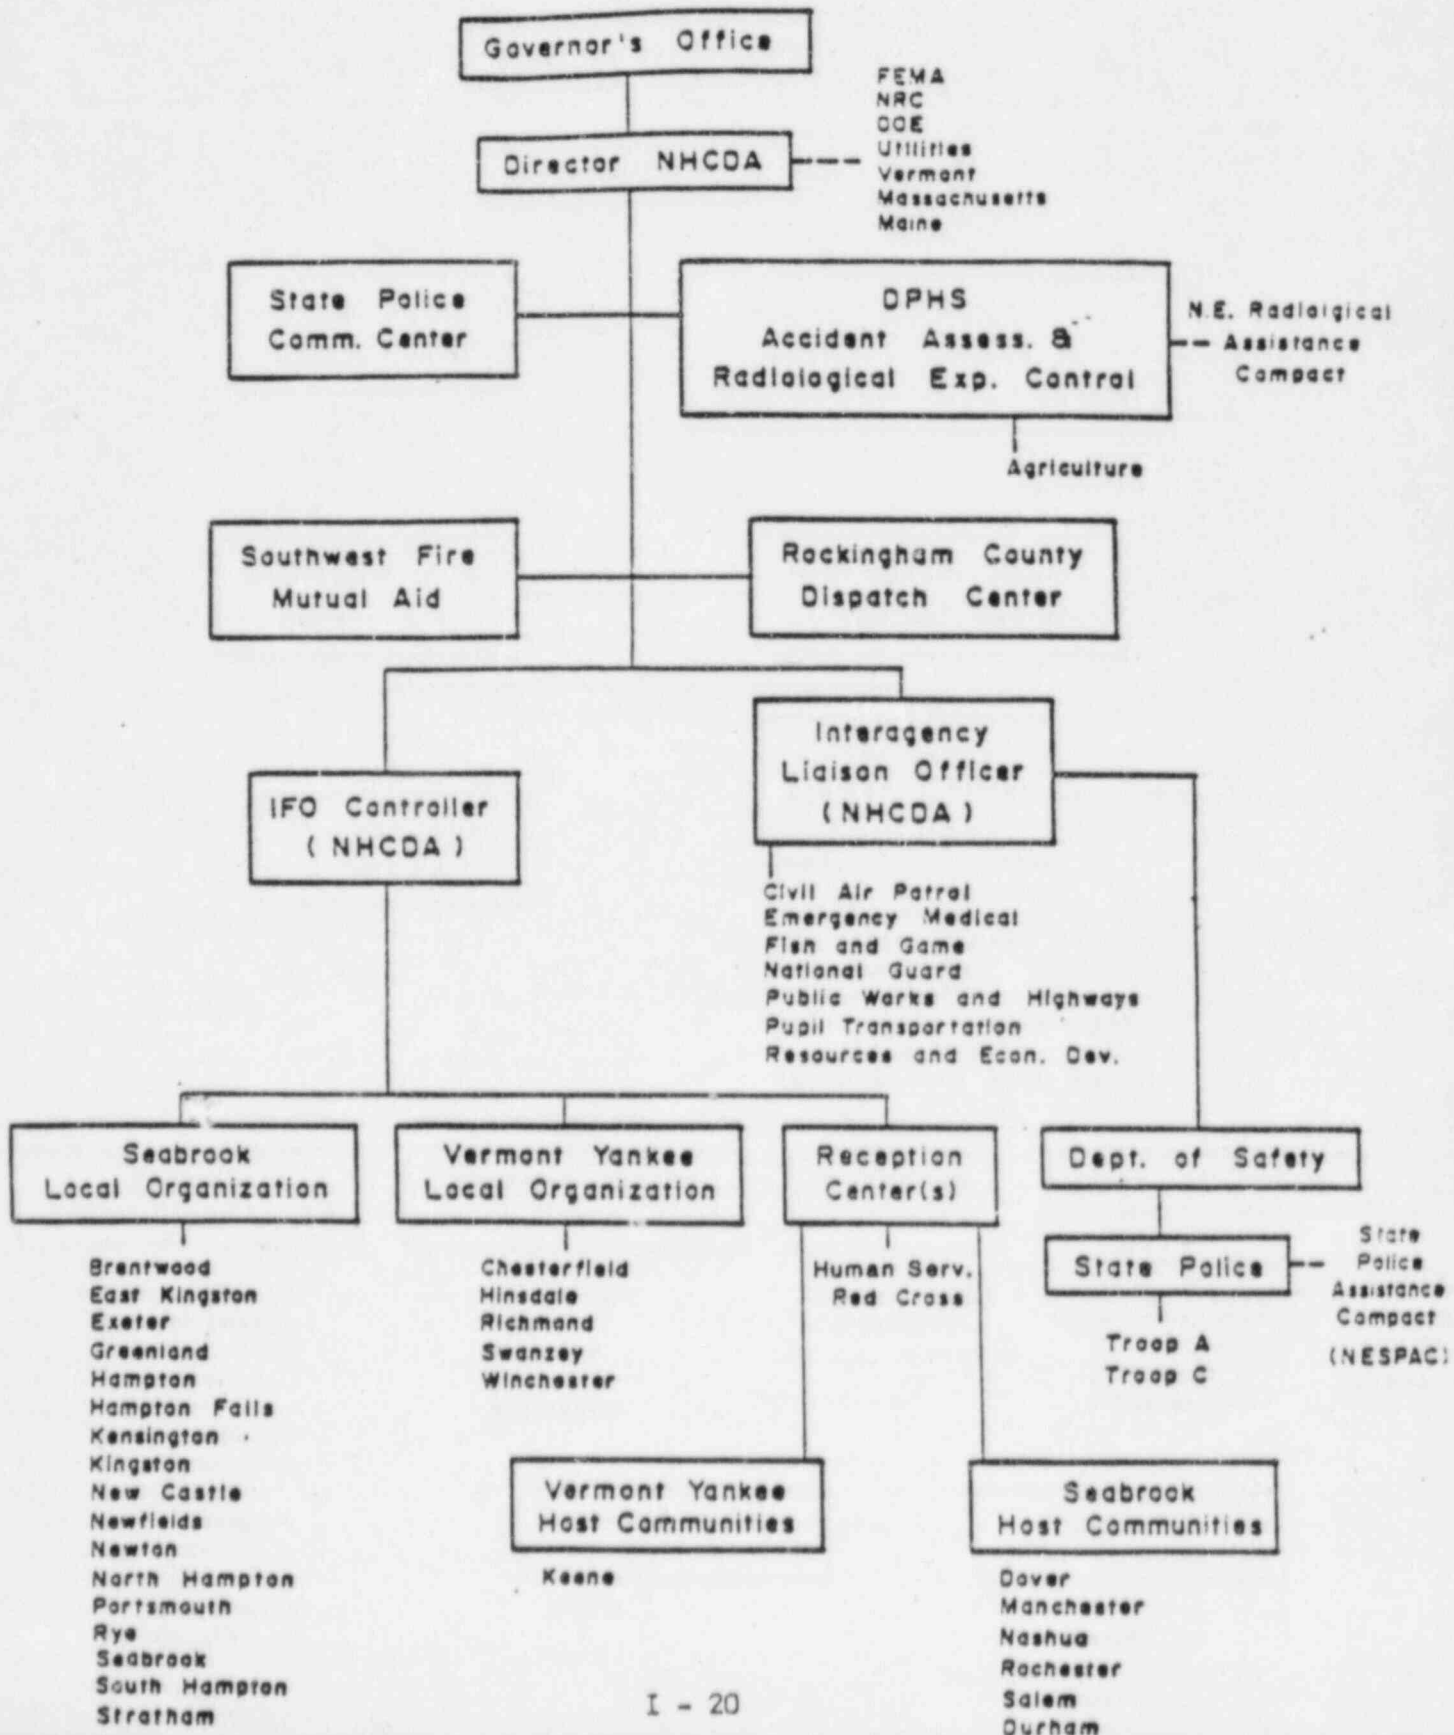 Governor's Office
FEMA
NRC
DOE
Utilities
Vermont
Massachusetts
Maine
Director NHCDA
State Police
Comm. Center
DPHS
Accident Assess. &
Radiological Exp. Control
N.E. Radiolgical
Assistance
Compact
Agriculture
Southwest Fire
Mutual Aid
Rockingham County
Dispatch Center
Interagency
Liaison Officer
(NHCDA)
IFO Controller
(NHCDA)
Civil Air Patrol
Emergency Medical
Fish and Game
National Guard
Public Works and Highways
Pupil Transportation
Resources and Econ. Dev.
Seabrook
Local Organization
Vermont Yankee
Local Organization
Reception
Center(s)
Dept. of Safety
Brentwood
East Kingston
Exeter
Greenland
Hampton
Hampton Falls
Kensington
Kingston
New Castle
Newfields
Newton
North Hampton
Portsmouth
Rye
Seabrook
South Hampton
Stratham
Chesterfield
Hinsdale
Richmond
Swanzey
Winchester
Human Serv.
Red Cross
State Police
State
Police
Assistance
Compact
(NESPAC)
Troop A
Troop C
Vermont Yankee
Host Communities
Keene
Seabrook
Host Communities
Dover
Manchester
Nashua
Rochester
Salem
Durham
I - 20